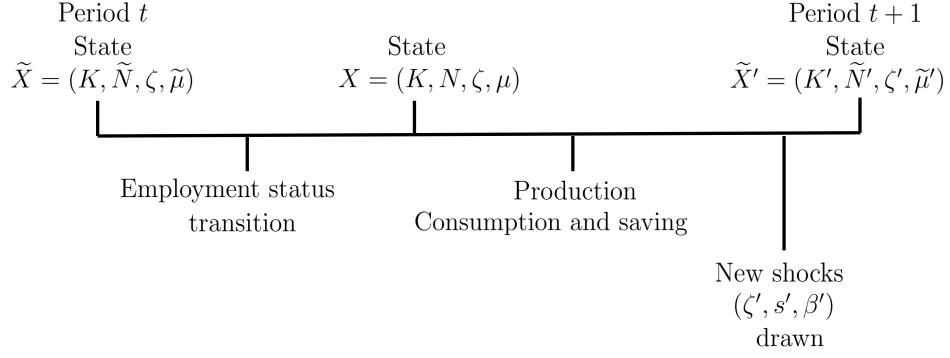 Period t
State
X̃ = (K, Ñ, ζ, μ̃)
State
X = (K, N, ζ, μ)
Period t + 1
State
X̃′ = (K′, Ñ′, ζ′, μ̃′)
Employment status
transition
Production
Consumption and saving
New shocks
(ζ′, s′, β′)
drawn